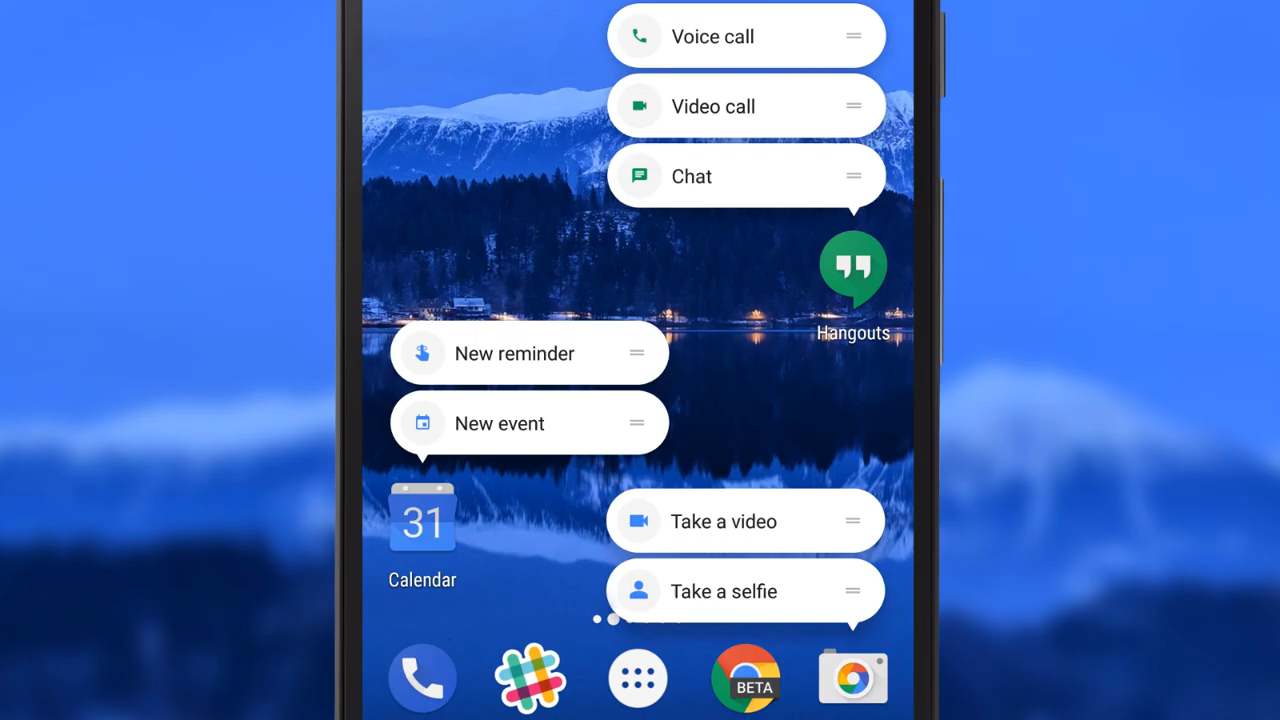 Voice call
Video call
Chat
Hangouts
New reminder
New event
31
Calendar
Take a video
Take a selfie
BETA